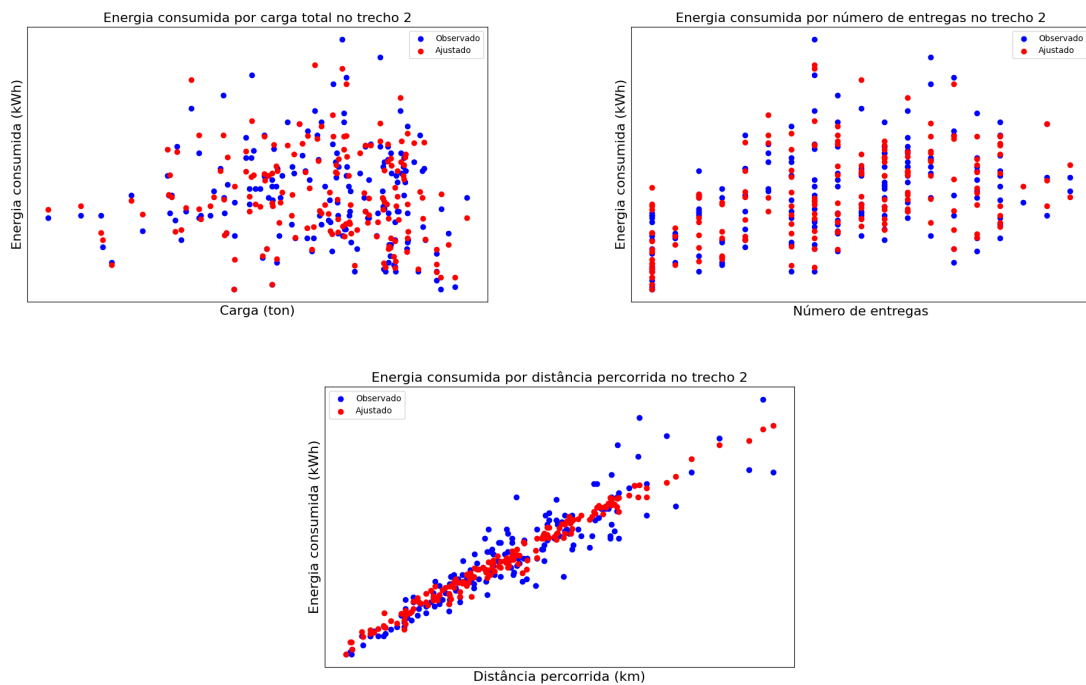 Energia consumida por carga total no trecho 2
Observado
Ajustado
Energia consumida (kWh)
Carga (ton)
Energia consumida por número de entregas no trecho 2
Observado
Ajustado
Energia consumida (kWh)
Número de entregas
Energia consumida por distância percorrida no trecho 2
Observado
Ajustado
Energia consumida (kWh)
Distância percorrida (km)